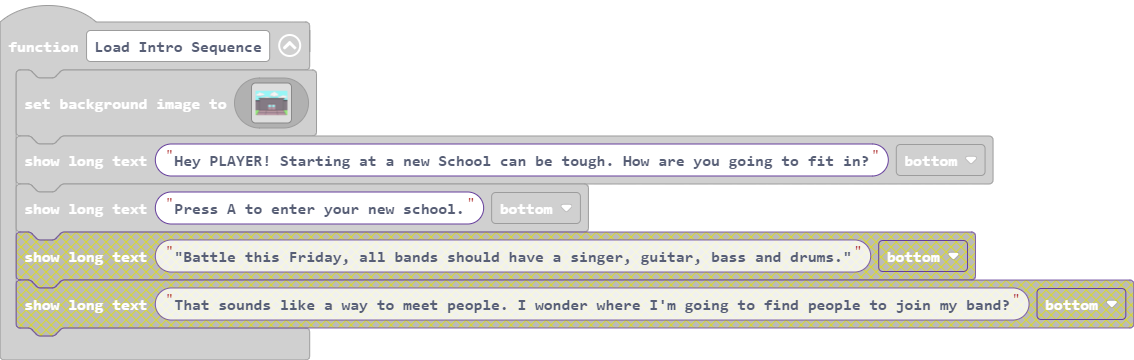 function Load Intro Sequence
set background image to
show long text "Hey PLAYER! Starting at a new School can be tough. How are you going to fit in?" bottom
show long text "Press A to enter your new school." bottom
show long text ""Battle this Friday, all bands should have a singer, guitar, bass and drums."" bottom
show long text "That sounds like a way to meet people. I wonder where I'm going to find people to join my band?" bottom